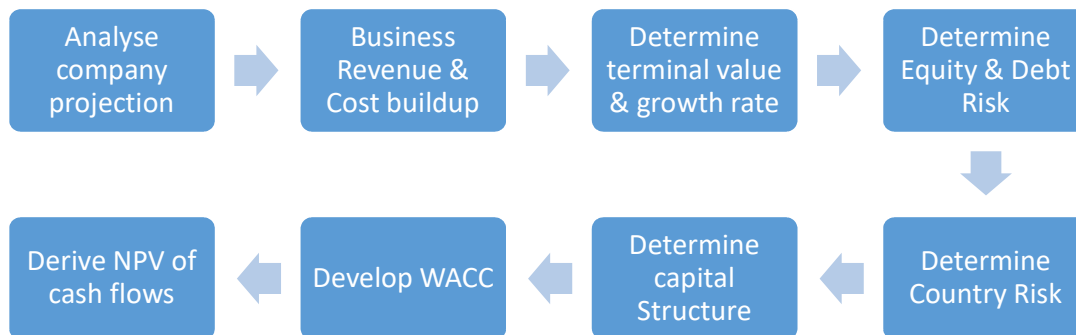 Analyse
company
projection
Business
Revenue &
Cost buildup
Determine
terminal value
& growth rate
Determine
Equity & Debt
Risk
Determine
Country Risk
Determine
capital
Structure
Develop WACC
Derive NPV of
cash flows